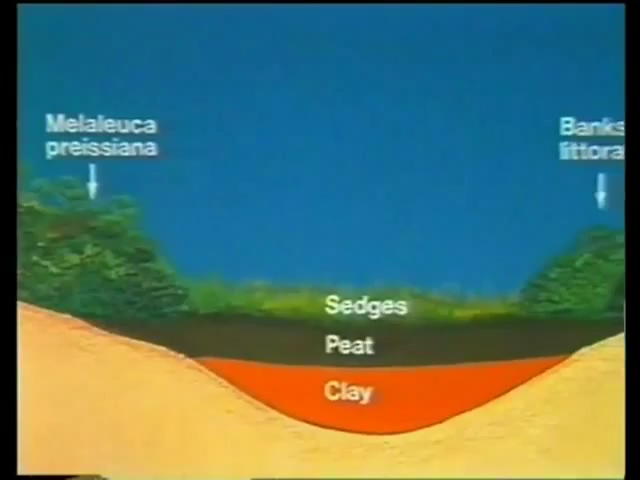 Melaleuca
preissiana
Banks
littora
Sedges
Peat
Clay